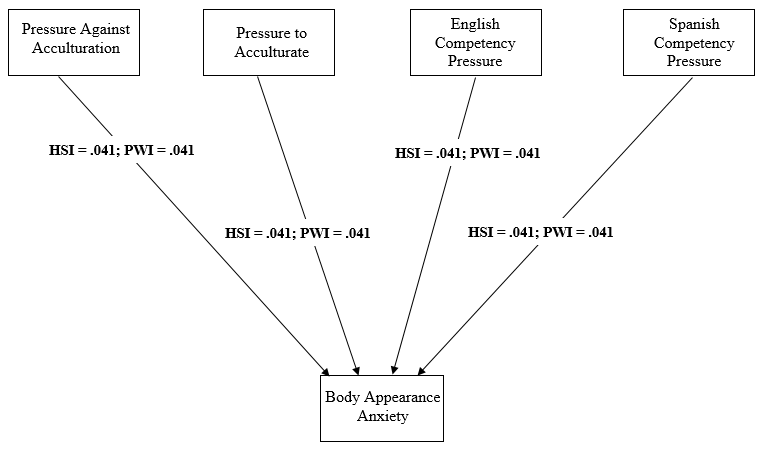 Pressure Against
Acculturation
Pressure to
Acculturate
English
Competency
Pressure
Spanish
Competency
Pressure
HSI = .041; PWI = .041
HSI = .041; PWI = .041
HSI = .041; PWI = .041
HSI = .041; PWI = .041
Body Appearance
Anxiety